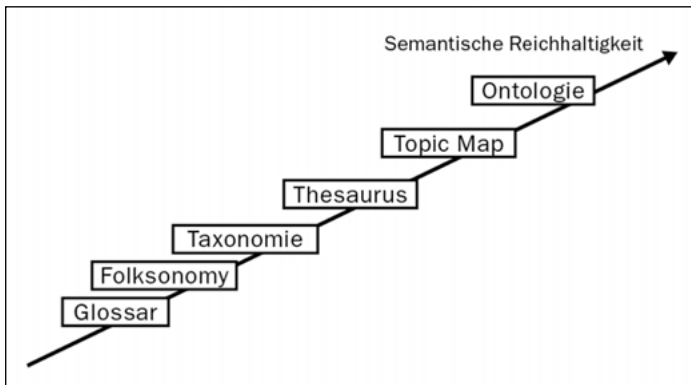 Semantische Reichhaltigkeit
Ontologie
Topic Map
Thesaurus
Taxonomie
Folksonomy
Glossar